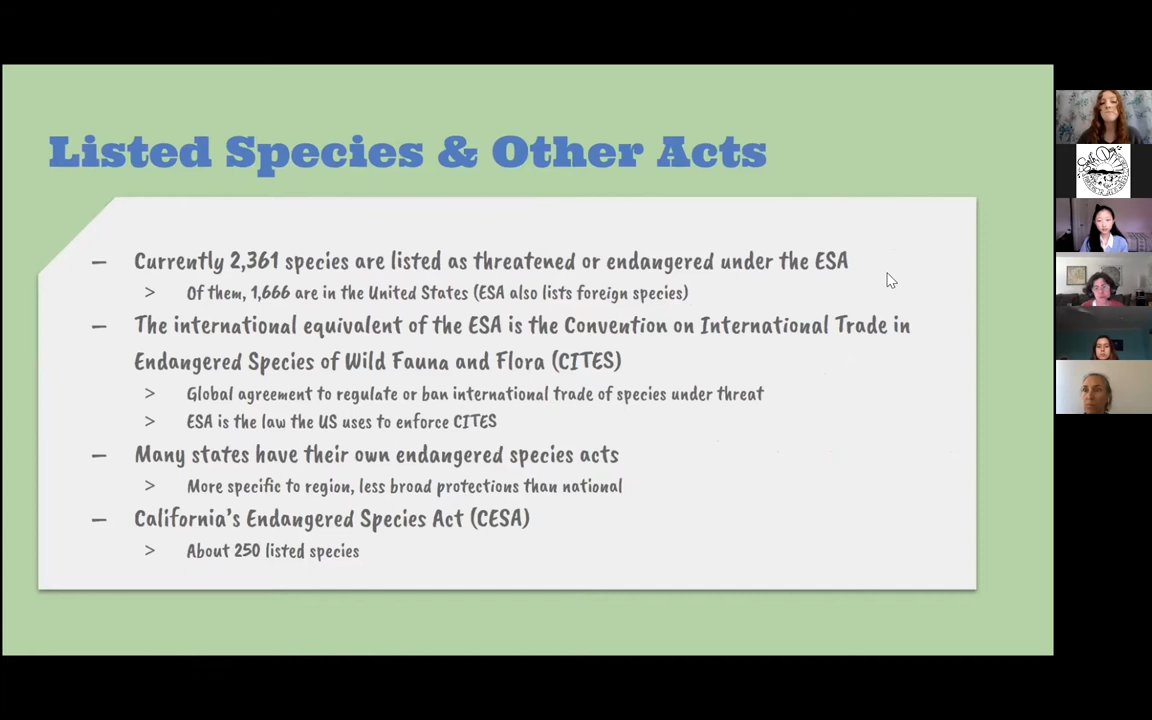 Listed Species & Other Acts
– Currently 2,361 species are listed as threatened or endangered under the ESA
> Of them, 1,666 are in the United States (ESA also lists foreign species)
– The international equivalent of the ESA is the Convention on International Trade in
Endangered Species of Wild Fauna and Flora (CITES)
> Global agreement to regulate or ban international trade of species under threat
> ESA is the law the US uses to enforce CITES
– Many states have their own endangered species acts
> More specific to region, less broad protections than national
– California's Endangered Species Act (CESA)
> About 250 listed species